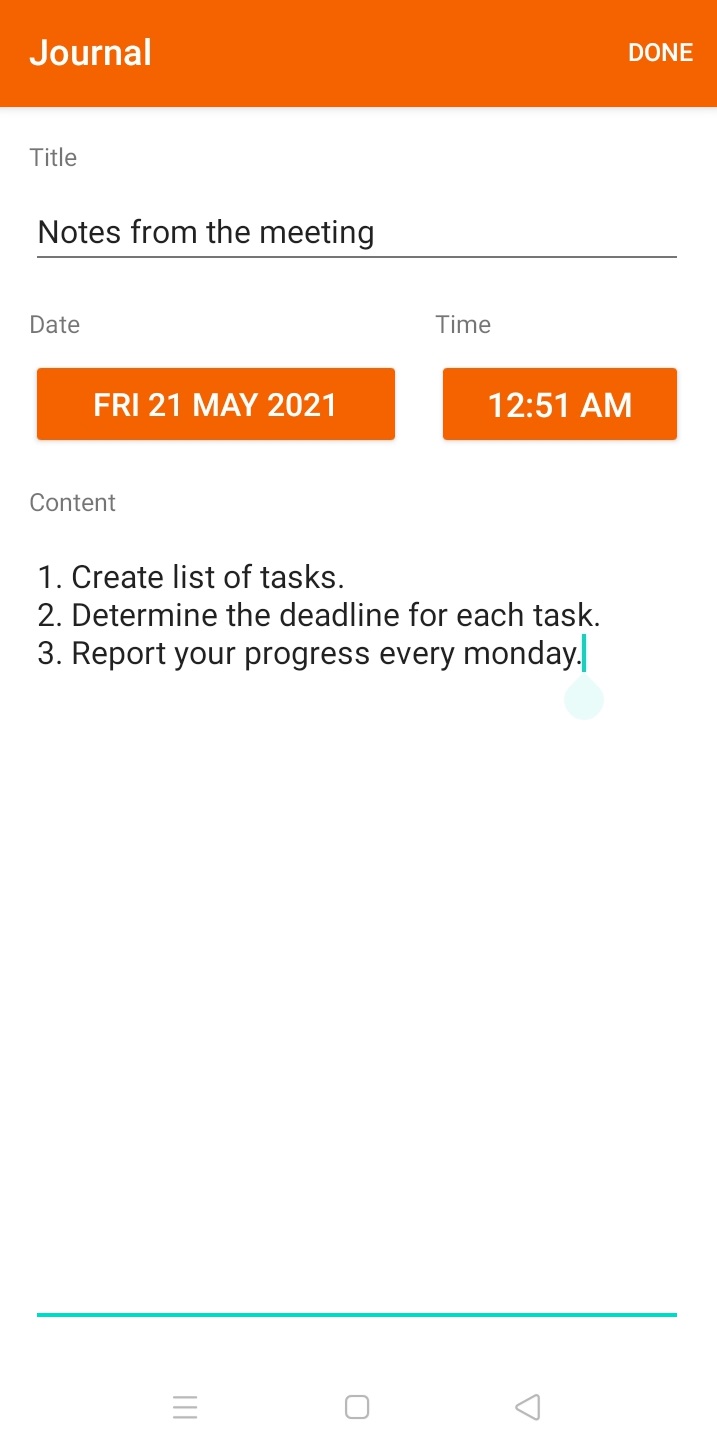 Journal
DONE
Title
Notes from the meeting
Date
Time
FRI 21 MAY 2021
12:51 AM
Content
1. Create list of tasks.
2. Determine the deadline for each task.
3. Report your progress every monday.